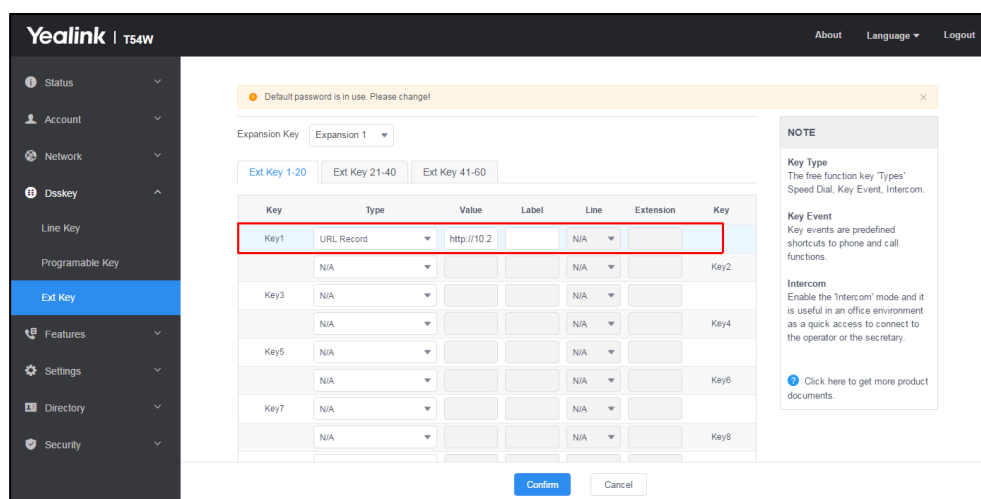 Yealink | T54W
About Language Logout
Status
Account
Network
Dsskey
Line Key
Programable Key
Ext Key
Features
Settings
Directory
Security
Default password is in use. Please change!
Expansion Key Expansion 1
Ext Key 1-20 Ext Key 21-40 Ext Key 41-60
Key Type Value Label Line Extension Key
Key1 URL Record http://10.2 N/A
N/A N/A Key2
Key3 N/A N/A
N/A N/A Key4
Key5 N/A N/A
N/A N/A Key6
Key7 N/A N/A
N/A N/A Key8
Confirm Cancel
NOTE
Key Type
The free function
key 'Types'
Speed Dial, Key Event, Intercom.
Key Event
Key events are predefined
shortcuts to phone and call
functions.
Intercom
Enable the 'Intercom' mode and it
is useful in an office environment
as a quick access to connect to
the operator or the secretary.
Click here to get more product
documents.